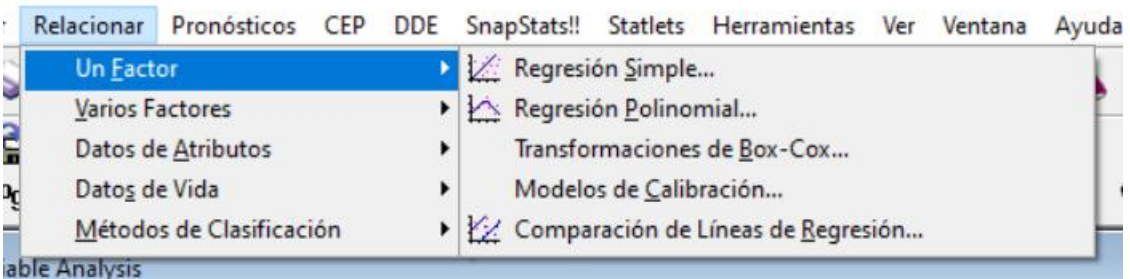 Relacionar Pronósticos CEP DDE SnapStats!! Statlets Herramientas Ver Ventana Ayuda
Un Factor
Varios Factores
Datos de Atributos
Datos de Vida
Métodos de Clasificación
Regresión Simple...
Regresión Polinomial...
Transformaciones de Box-Cox...
Modelos de Calibración...
Comparación de Líneas de Regresión...
Analysis